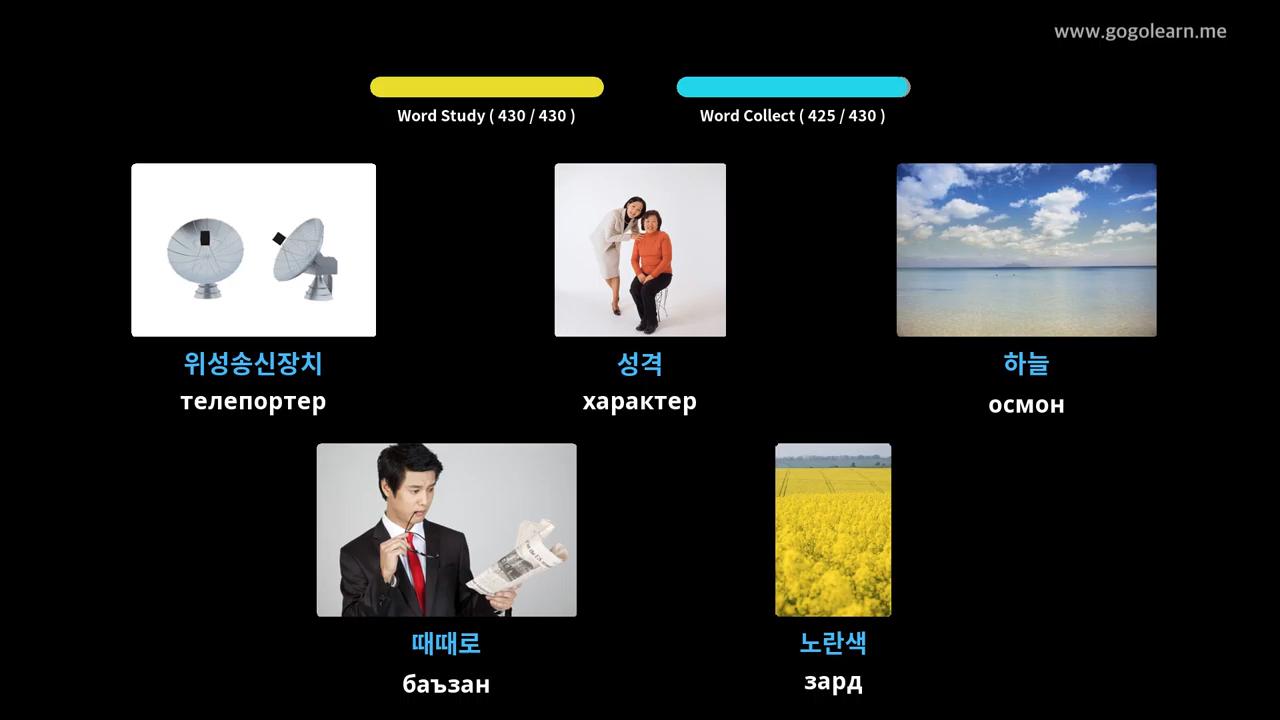 www.gogolearn.me
Word Study ( 430 / 430 )
Word Collect ( 425 / 430 )
위성송신장치
телепортер
성격
характер
하늘
осмон
때때로
баъзан
노란색
зард